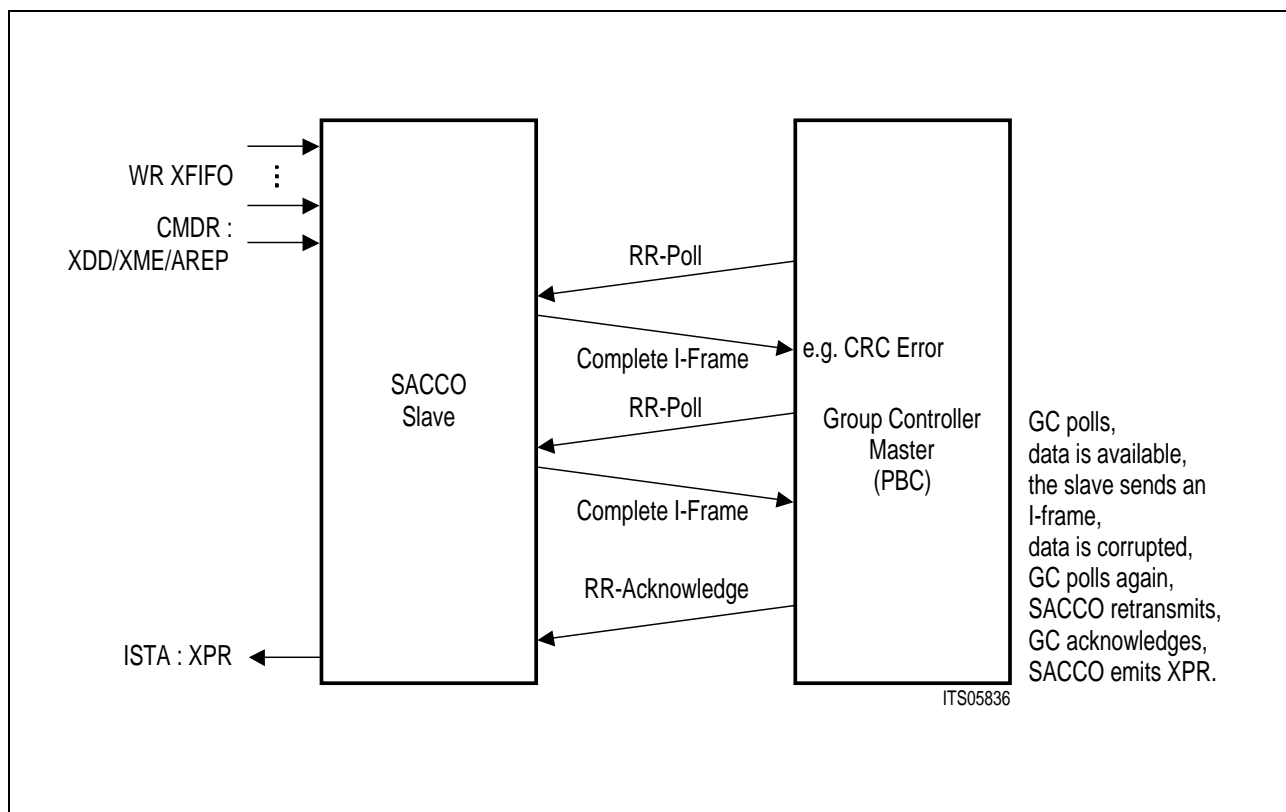 WR XFIFO
CMDR :
XDD/XME/AREP
SACCO
Slave
RR-Poll
Complete I-Frame
RR-Poll
Complete I-Frame
RR-Acknowledge
ISTA : XPR
e.g. CRC Error
Group Controller
Master
(PBC)
GC polls,
data is available,
the slave sends an
I-frame,
data is corrupted,
GC polls again,
SACCO retransmits,
GC acknowledges,
SACCO emits XPR.
ITS05836